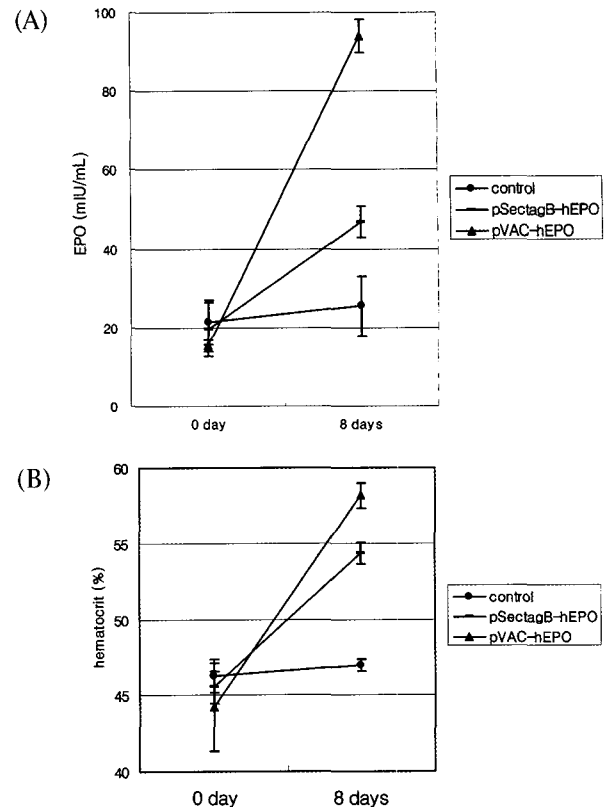 (A)
100
80
60
40
20
0
EPO (mIU/mL)
0 day
8 days
control
pSectagB-hEPO
pVAC-hEPO
(B)
60
55
50
45
40
hematocrit (%)
0 day
8 days
control
pSectagB-hEPO
pVAC-hEPO